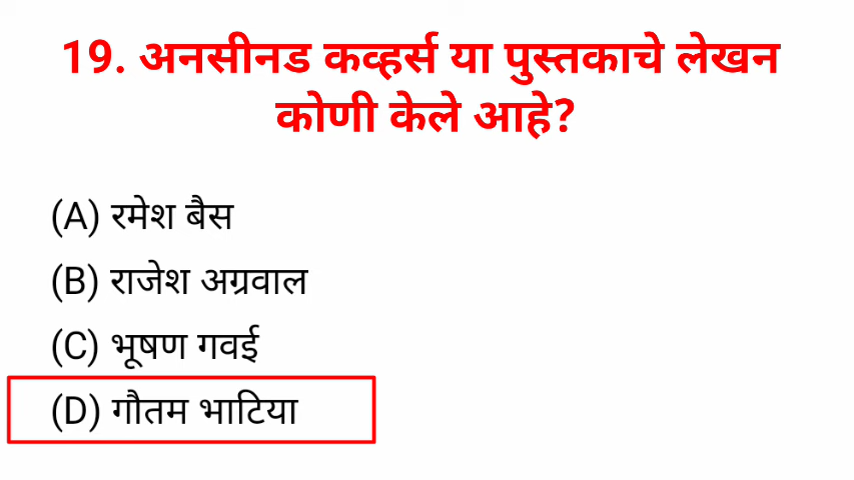 19. अनसीनड कव्हर्स या पुस्तकाचे लेखन
कोणी केले आहे?
(A) रमेश बैस
(B) राजेश अग्रवाल
(C) भूषण गवई
(D) गौतम भाटिया